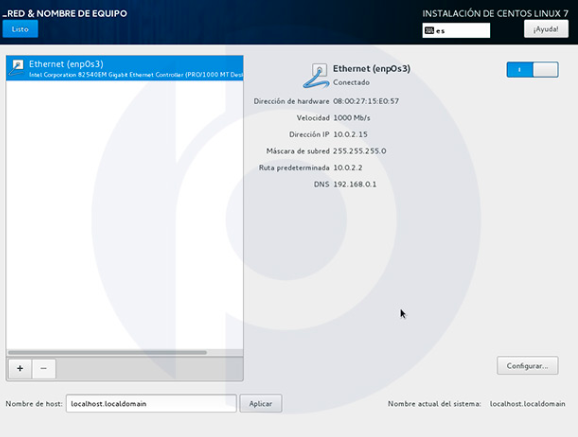 _RED & NOMBRE DE EQUIPO
INSTALACIÓN DE CENTOS LINUX 7
Listo
es
¡Ayuda!
Ethernet (enp0s3)
Intel Corporation 82540EM Gigabit Ethernet Controller (PRO/1000 MT Des
Ethernet (enp0s3)
Conectado
Dirección de hardware 08:00:27:15:E0:57
Velocidad 1000 Mb/s
Dirección IP 10.0.2.15
Máscara de subred 255.255.255.0
Ruta predeterminada 10.0.2.2
DNS 192.168.0.1
+ −
Configurar...
Nombre de host: localhost.localdomain Aplicar
Nombre actual del sistema: localhost.localdomain